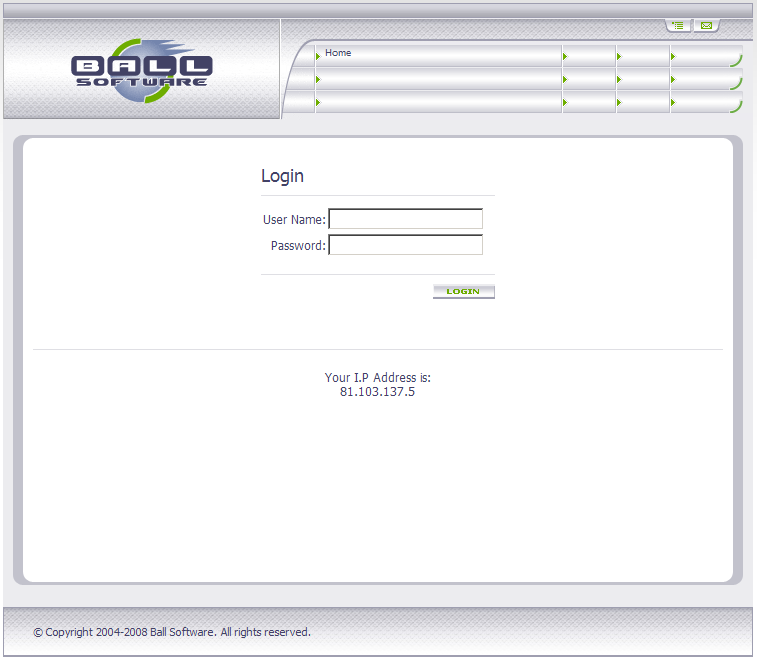 BALL
SOFTWARE
Home
Login
User Name:
Password:
LOGIN
Your I.P Address is:
81.103.137.5
© Copyright 2004-2008 Ball Software. All rights reserved.